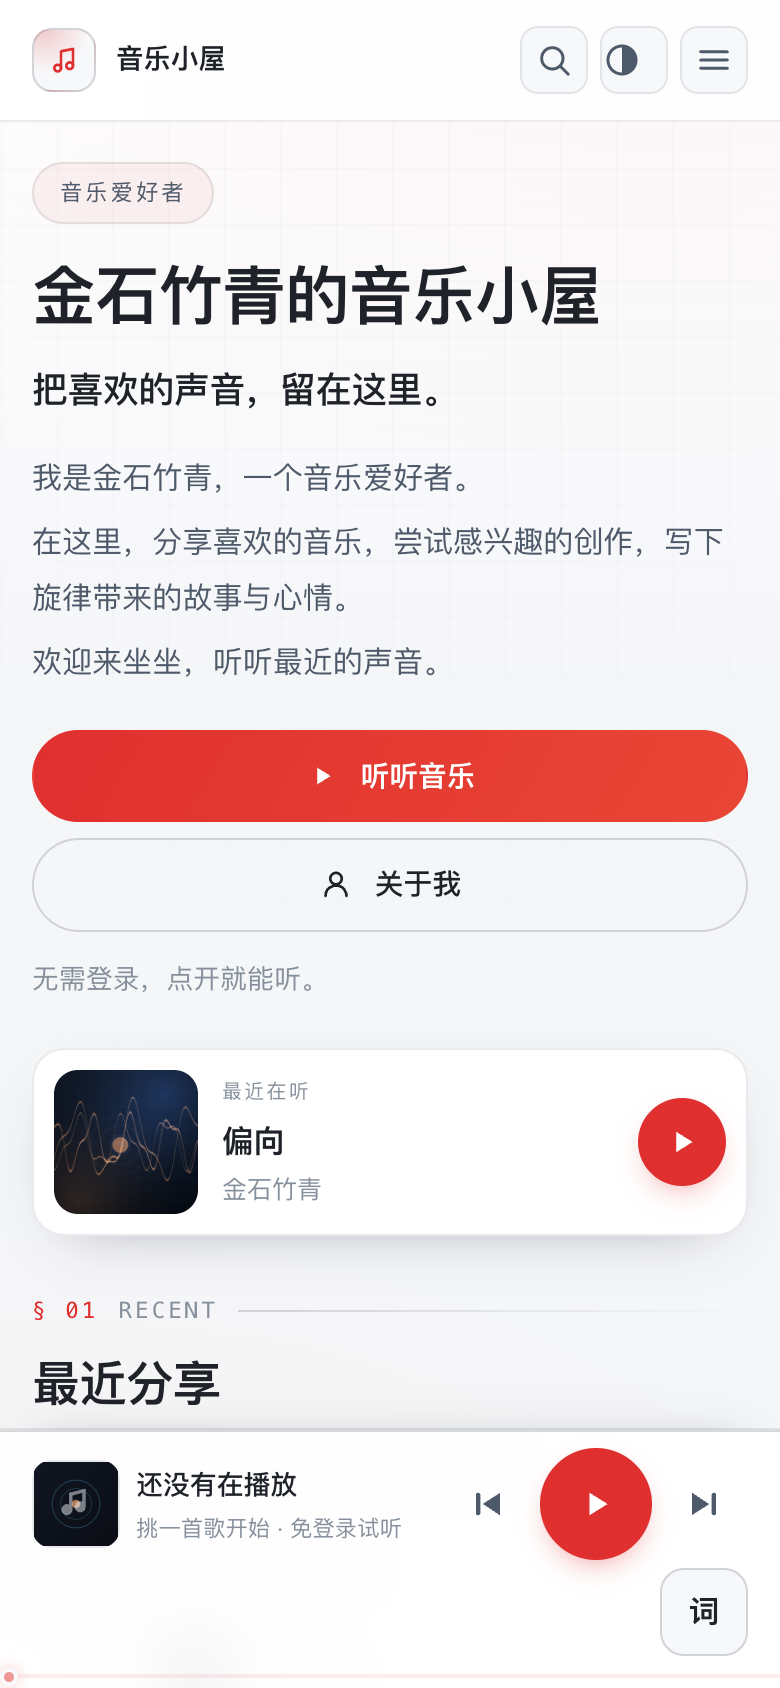 音乐小屋
音乐爱好者
金石竹青的音乐小屋
把喜欢的声音，留在这里。
我是金石竹青，一个音乐爱好者。
在这里，分享喜欢的音乐，尝试感兴趣的创作，写下
旋律带来的故事与心情。
欢迎来坐坐，听听最近的声音。
听听音乐
关于我
无需登录，点开就能听。
最近在听
偏向
金石竹青
§ 01 RECENT
最近分享
还没有在播放
挑一首歌开始 · 免登录试听
词